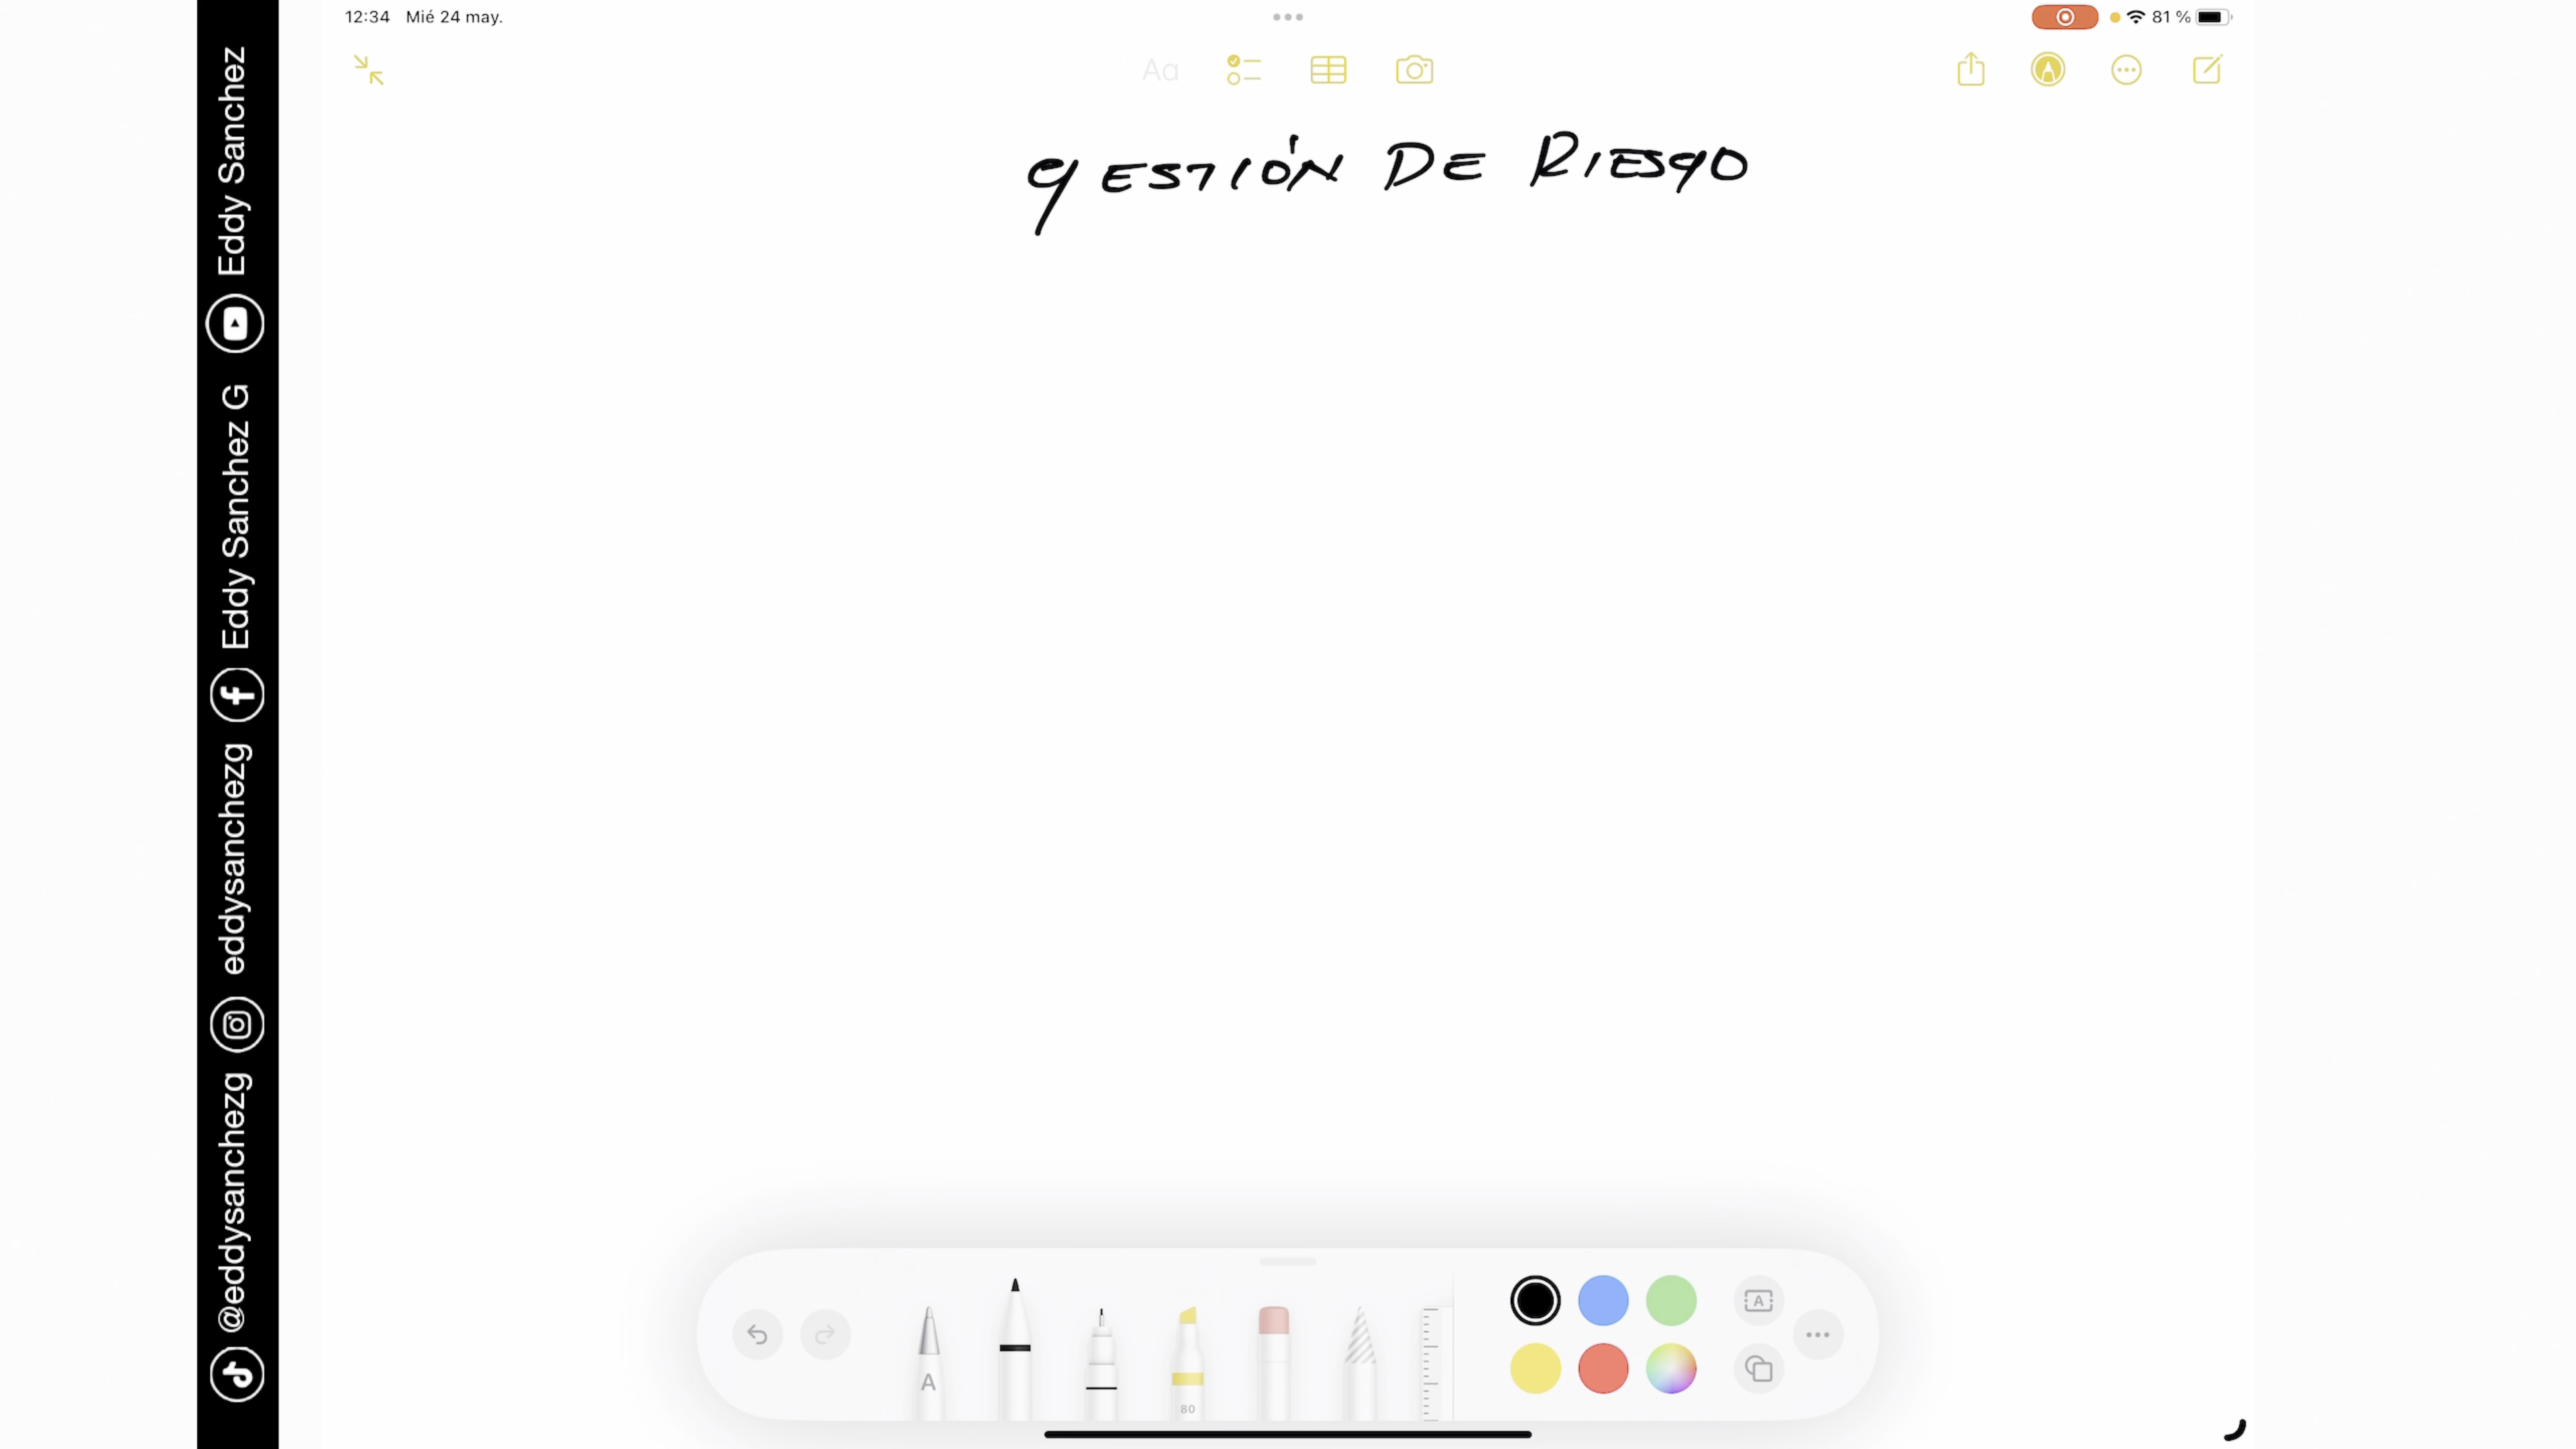 12:34 Mié 24 may.
81 %
Aa
GESTIÓN DE RIESGO
Eddy Sanchez
Eddy Sanchez G
eddysanchezg
@eddysanchezg
A
80
A